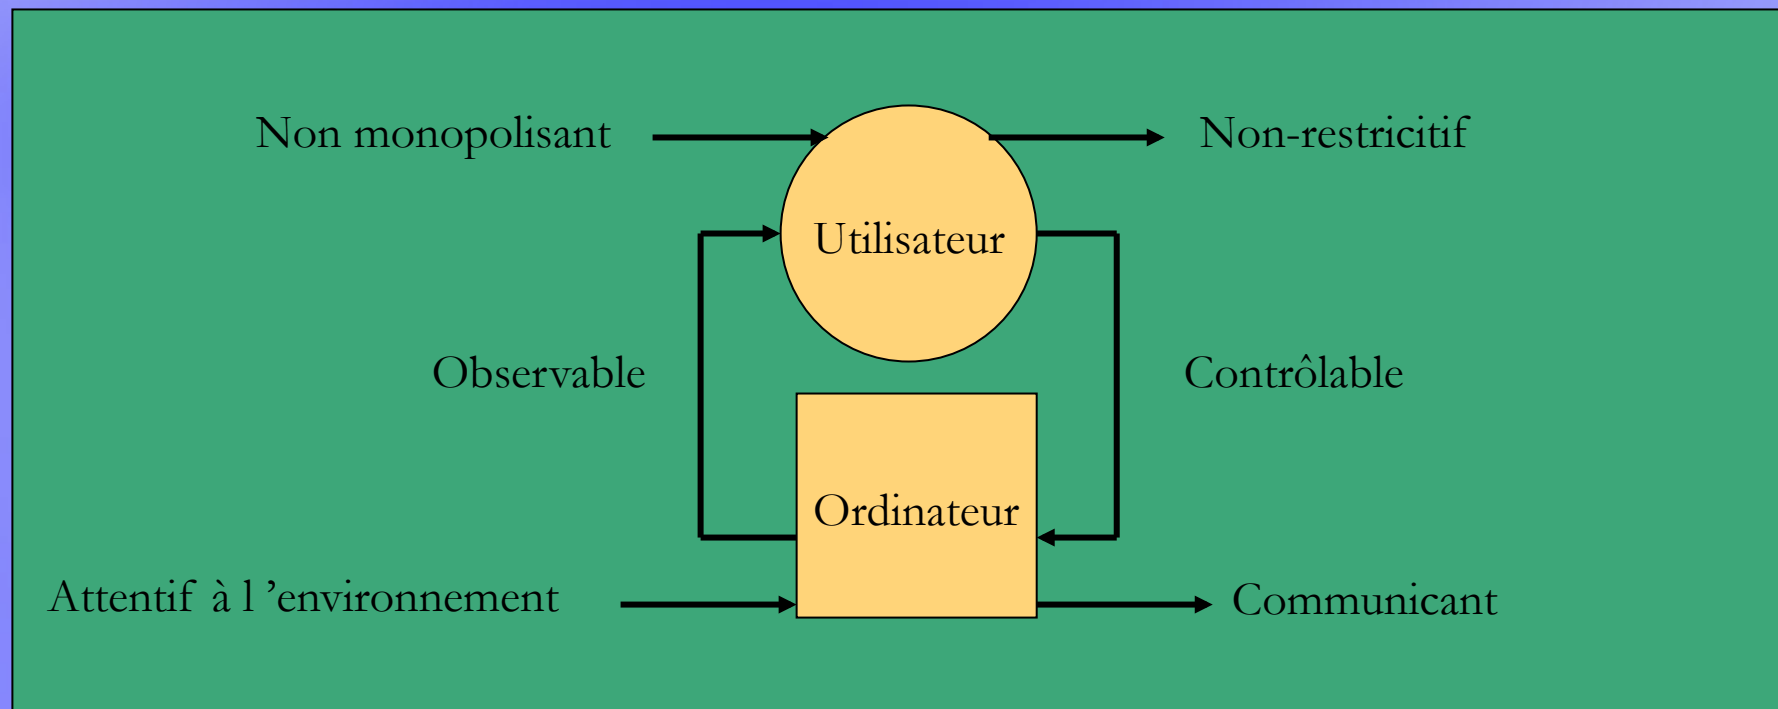 Non monopolisant
Non-restricitif
Utilisateur
Observable
Contrôlable
Ordinateur
Attentif à l ’environnement
Communicant